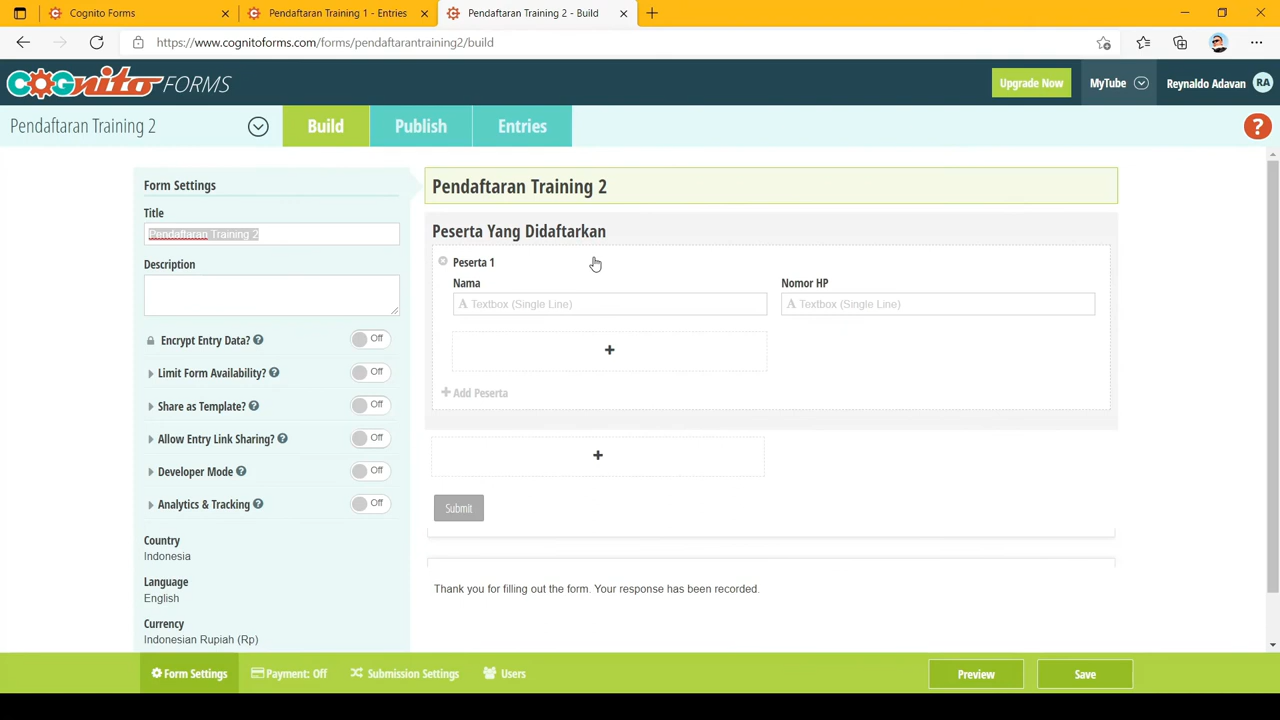 Cognito Forms
Pendaftaran Training 1 - Entries
Pendaftaran Training 2 - Build
https://www.cognitoforms.com/forms/pendaftarantraining2/build
COGnito FORMS
Upgrade Now
MyTube
Reynaldo Adavan
RA
Pendaftaran Training 2
Build
Publish
Entries
?
Form Settings
Title
Pendaftaran Training 2
Description
Encrypt Entry Data? ?
Off
Limit Form Availability? ?
Off
Share as Template? ?
Off
Allow Entry Link Sharing? ?
Off
Developer Mode ?
Off
Analytics & Tracking ?
Off
Country
Indonesia
Language
English
Currency
Indonesian Rupiah (Rp)
Pendaftaran Training 2
Peserta Yang Didaftarkan
Peserta 1
Nama
Nomor HP
A Textbox (Single Line)
A Textbox (Single Line)
+
+ Add Peserta
+
Submit
Thank you for filling out the form. Your response has been recorded.
Form Settings
Payment: Off
Submission Settings
Users
Preview
Save